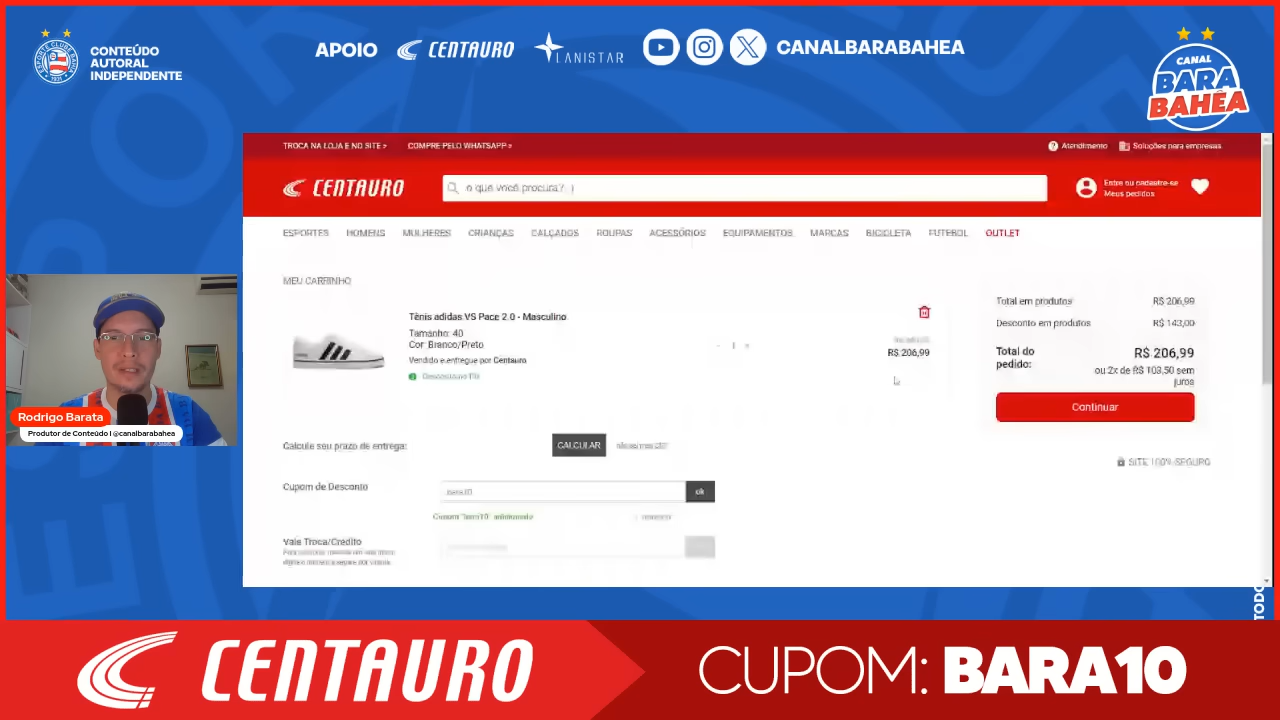 CONTEÚDO
AUTORAL
INDEPENDENTE
APOIO CENTAURO LANISTAR CANALBARABAHEA
CANAL
BARA
BAHÊA
TROCA NA LOJA E NO SITE > COMPRE PELO WHATSAPP > Atendimento Soluções para empresas
CENTAURO o que você procura? :) Entre ou cadastre-se
Meus pedidos
ESPORTES HOMENS MULHERES CRIANÇAS CALÇADOS ROUPAS ACESSÓRIOS EQUIPAMENTOS MARCAS BICICLETA FUTEBOL OUTLET
MEU CARRINHO
Tênis adidas VS Pace 2.0 - Masculino
Tamanho: 40
Cor: Branco/Preto
Vendido e entregue por Centauro
- 1 +
R$ 206,99
Total em produtos R$ 206,99
Desconto em produtos R$ 143,00
Total do
pedido: R$ 206,99
ou 2x de R$ 103,50 sem
juros
Continuar
SITE 100% SEGURO
Calcule seu prazo de entrega: CALCULAR
Cupom de Desconto bara10 ok
Vale Troca/Crédito
Rodrigo Barata
Produtor de Conteúdo | @canalbarabahea
TODO
CENTAURO CUPOM: BARA10